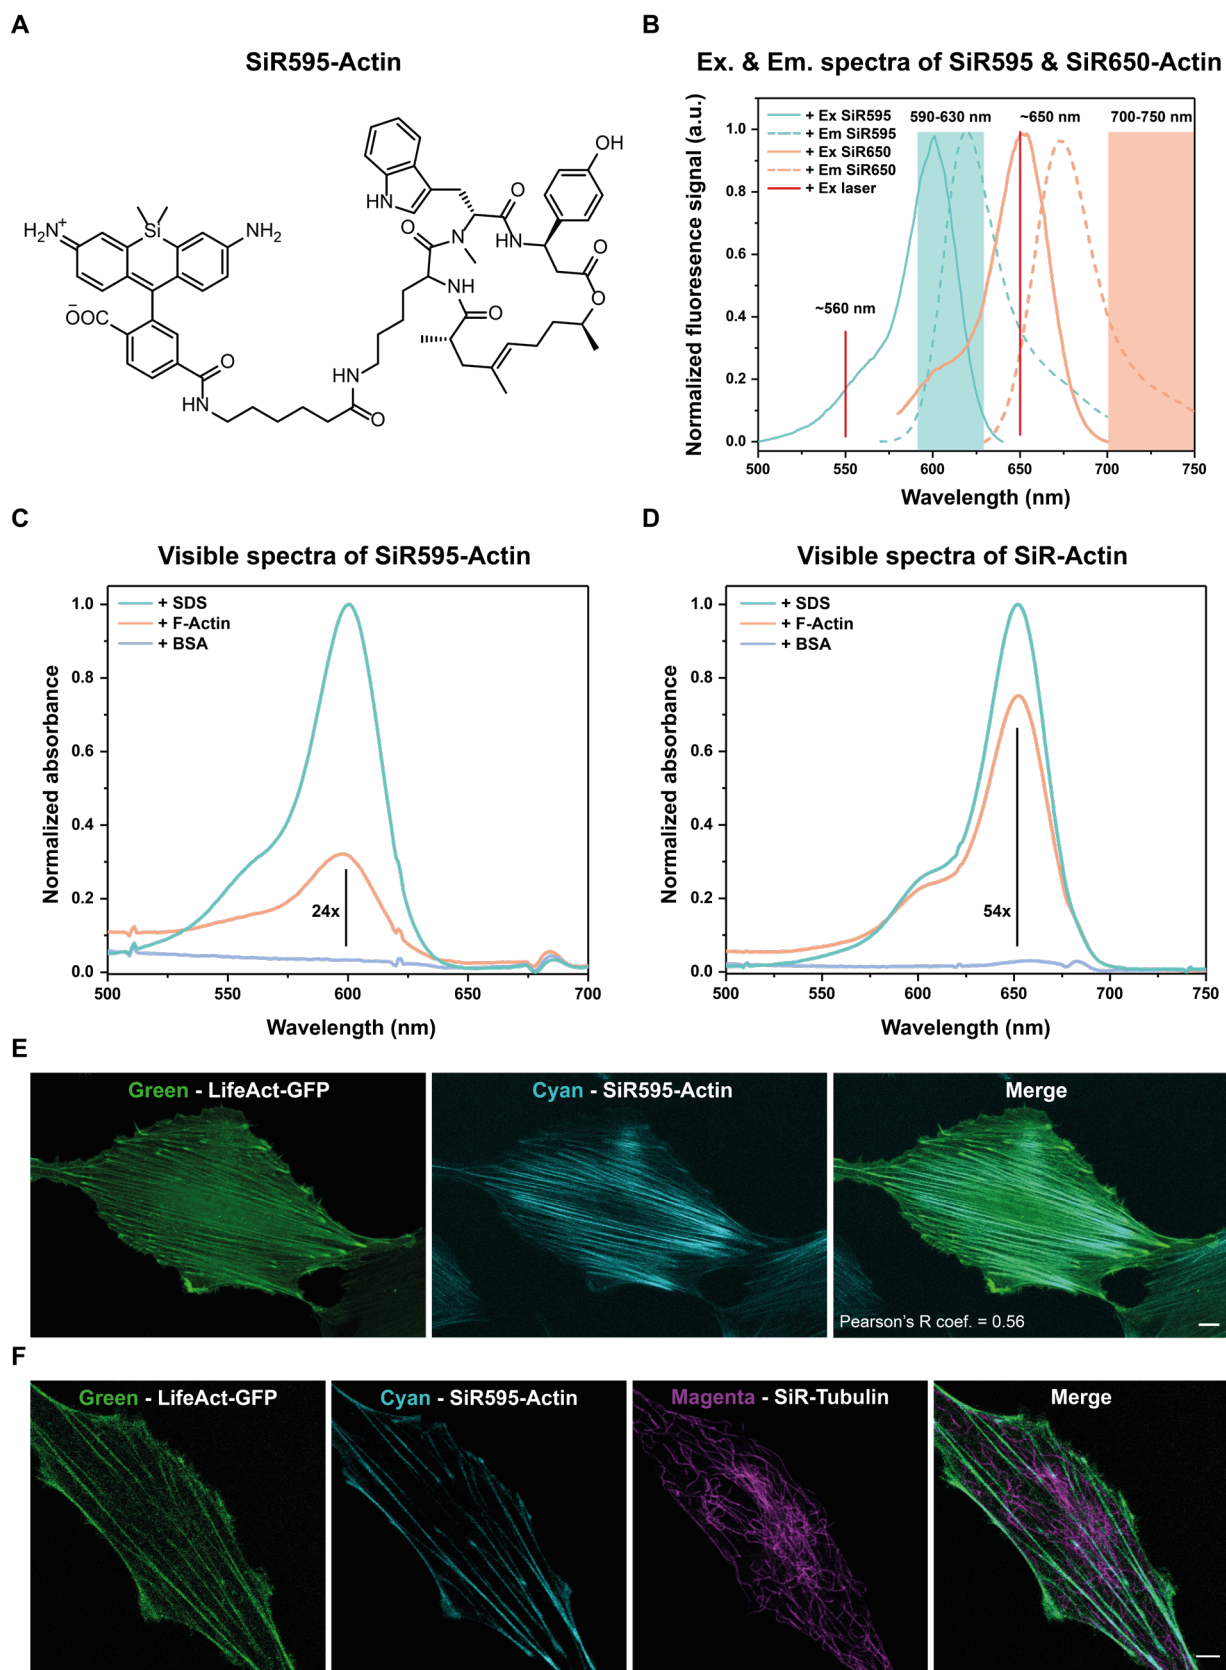 A
SiR595-Actin
OH
HN
O
O
O
N
HN
O
O
NH
O
HN
O
H2N+
Si
NH2
−OOC
O
HN
B
Ex. & Em. spectra of SiR595 & SiR650-Actin
+ Ex SiR595
+ Em SiR595
+ Ex SiR650
+ Em SiR650
+ Ex laser
590-630 nm
~650 nm
700-750 nm
~560 nm
Normalized fluoresence signal (a.u.)
1.0
0.8
0.6
0.4
0.2
0.0
500 550 600 650 700 750
Wavelength (nm)
C
Visible spectra of SiR595-Actin
+ SDS
+ F-Actin
+ BSA
24x
Normalized absorbance
1.0
0.8
0.6
0.4
0.2
0.0
500 550 600 650 700
Wavelength (nm)
D
Visible spectra of SiR-Actin
+ SDS
+ F-Actin
+ BSA
54x
Normalized absorbance
1.0
0.8
0.6
0.4
0.2
0.0
500 550 600 650 700 750
Wavelength (nm)
E
Green - LifeAct-GFP
Cyan - SiR595-Actin
Merge
Pearson's R coef. = 0.56
F
Green - LifeAct-GFP
Cyan - SiR595-Actin
Magenta - SiR-Tubulin
Merge